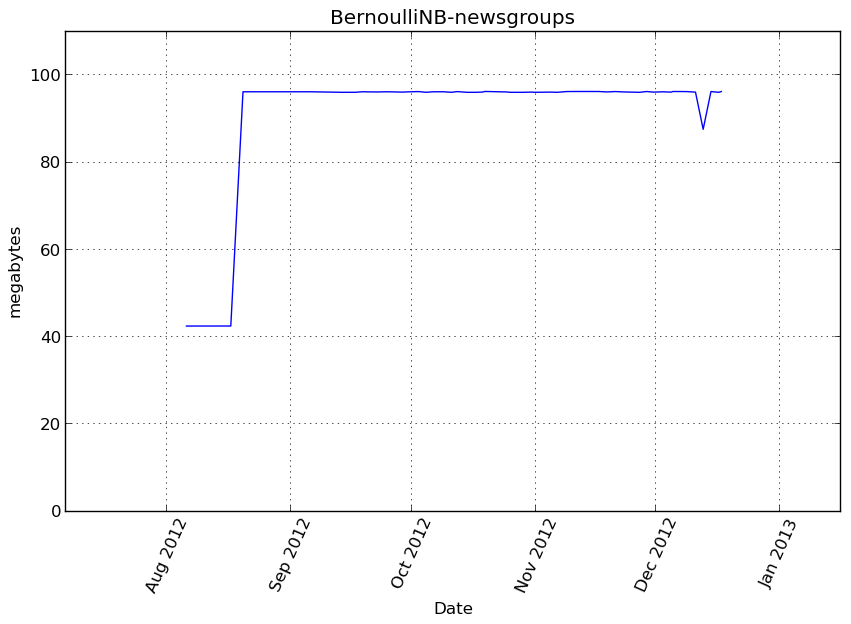 BernoulliNB-newsgroups
megabytes
100
80
60
40
20
0
Aug 2012
Sep 2012
Oct 2012
Nov 2012
Dec 2012
Jan 2013
Date